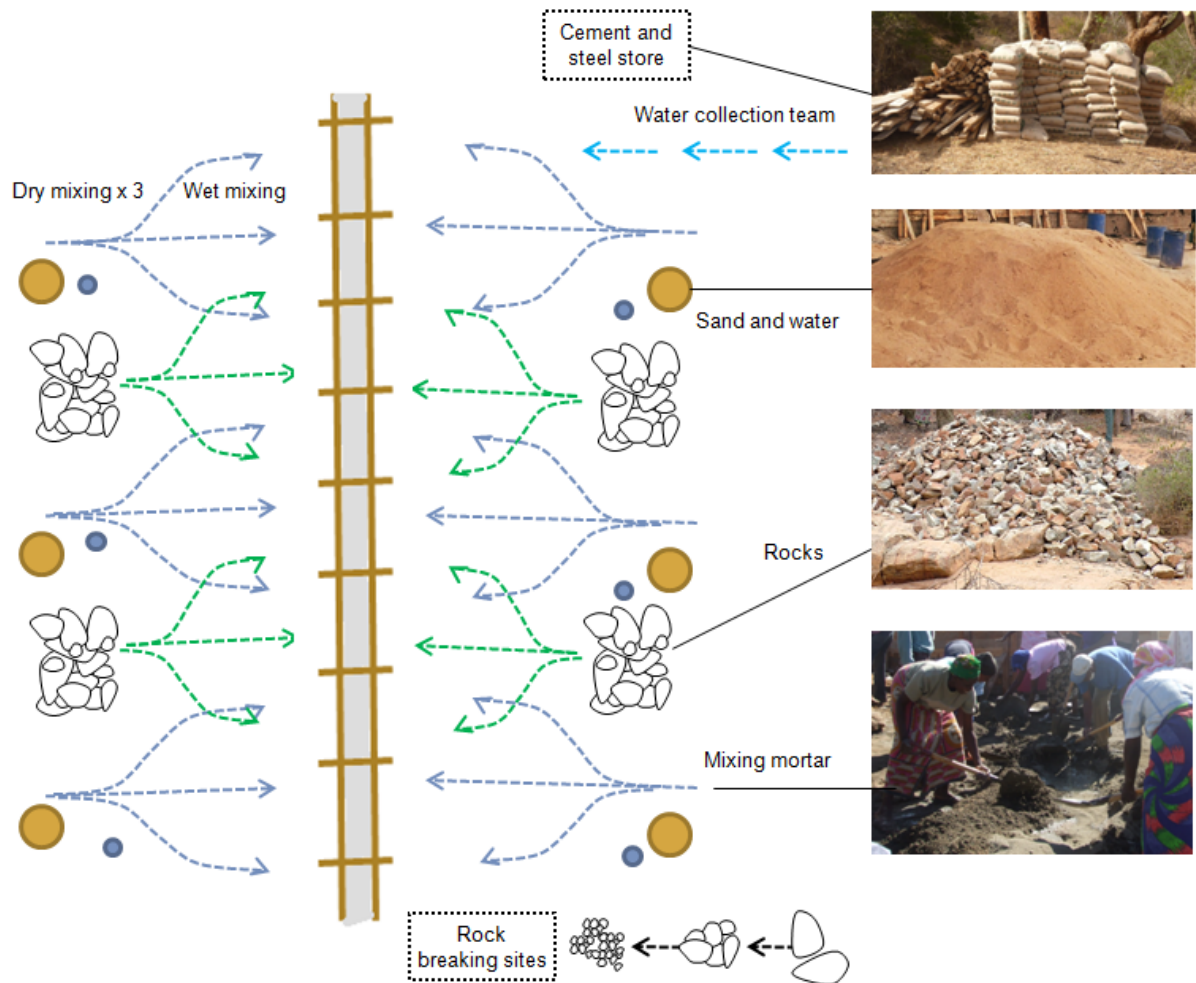 Cement and
steel store
Water collection team
Dry mixing x 3
Wet mixing
Sand and water
Rocks
Mixing mortar
Rock
breaking sites